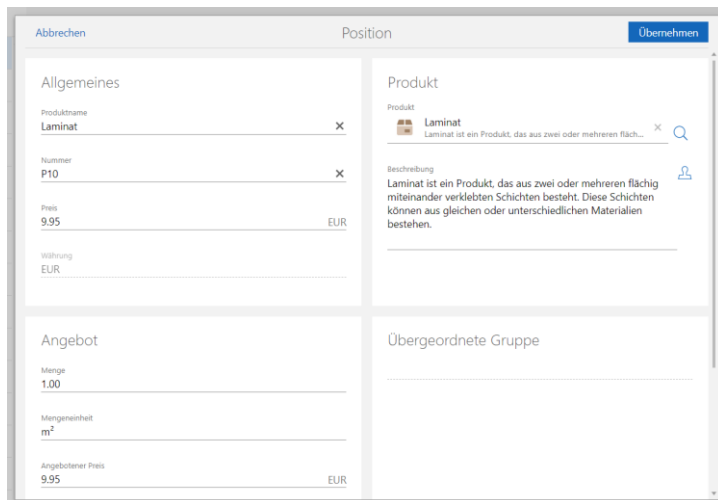 Abbrechen
Position
Übernehmen
Allgemeines
Produktname
Laminat
Nummer
P10
Preis
9.95 EUR
Währung
EUR
Produkt
Produkt
Laminat
Laminat ist ein Produkt, das aus zwei oder mehreren fläch...
Beschreibung
Laminat ist ein Produkt, das aus zwei oder mehreren flächig
miteinander verklebten Schichten besteht. Diese Schichten
können aus gleichen oder unterschiedlichen Materialien
bestehen.
Angebot
Menge
1.00
Mengeneinheit
m²
Angebotener Preis
9.95 EUR
Übergeordnete Gruppe